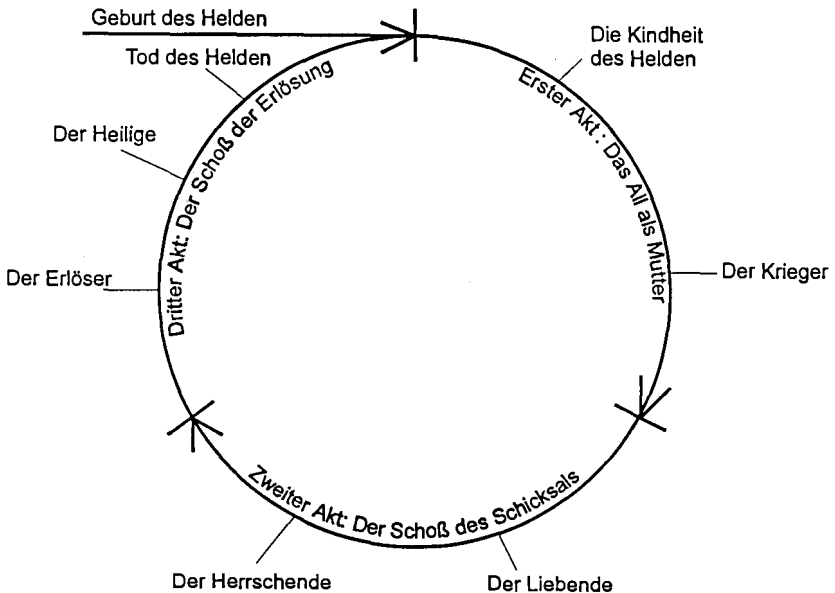 Geburt des Helden
Tod des Helden
Die Kindheit
des Helden
Erster Akt : Das All als Mutter
Der Heilige
Dritter Akt: Der Schoß der Erlösung
Der Erlöser
Der Krieger
Zweiter Akt: Der Schoß des Schicksals
Der Herrschende
Der Liebende